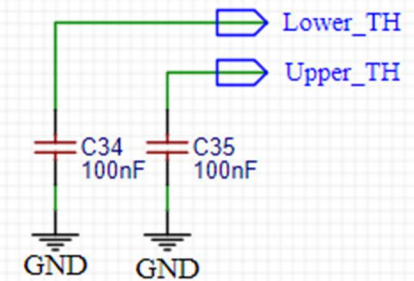 Lower_TH
Upper_TH
C34
100nF
C35
100nF
GND
GND